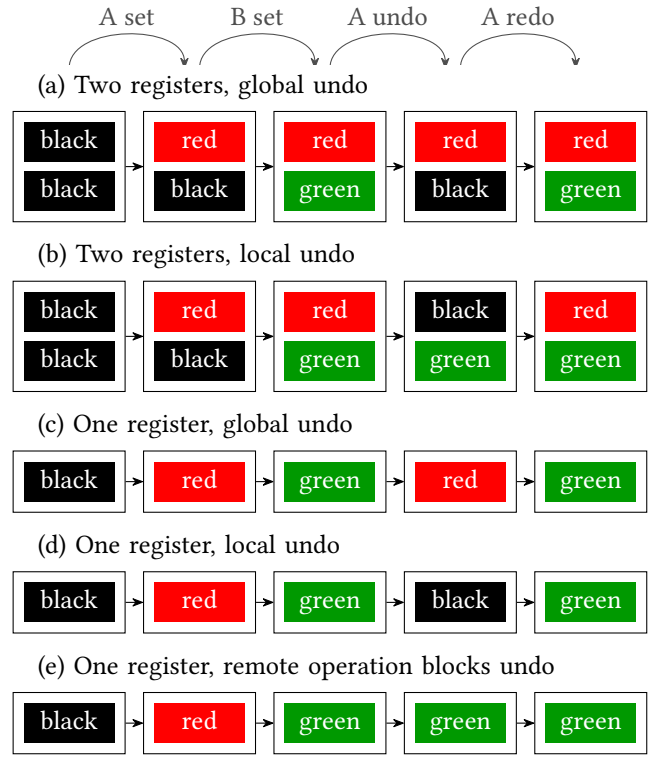 A set B set A undo A redo
(a) Two registers, global undo
black red red red red
black black green black green
(b) Two registers, local undo
black red red black red
black black green green green
(c) One register, global undo
black red green red green
(d) One register, local undo
black red green black green
(e) One register, remote operation blocks undo
black red green green green